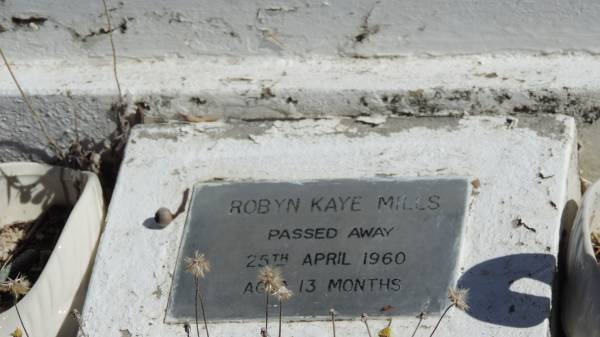 ROBYN KAYE MILLS
PASSED AWAY
25TH APRIL 1960
AGED 13 MONTHS